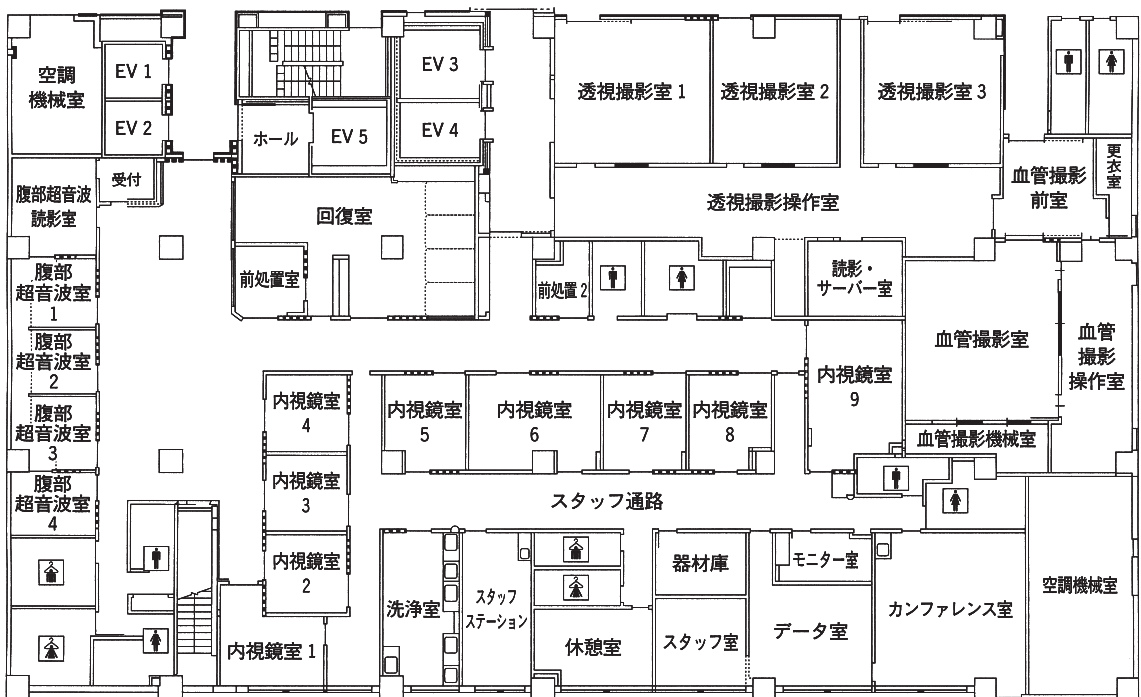 空調
機械室
EV 1
EV 2
EV 3
EV 4
ホール
EV 5
受付
腹部超音波
読影室
回復室
前処置室
透視撮影室 1
透視撮影室 2
透視撮影室 3
透視撮影操作室
血管撮影
前室
更衣室
前処置 2
読影・
サーバー室
腹部
超音波室
1
腹部
超音波室
2
腹部
超音波室
3
腹部
超音波室
4
血管撮影室
血管
撮影
操作室
血管撮影機械室
内視鏡室
4
内視鏡室
3
内視鏡室
2
内視鏡室 1
内視鏡室
5
内視鏡室
6
内視鏡室
7
内視鏡室
8
内視鏡室
9
スタッフ通路
洗浄室
スタッフ
ステーション
休憩室
器材庫
スタッフ室
モニター室
データ室
カンファレンス室
空調機械室